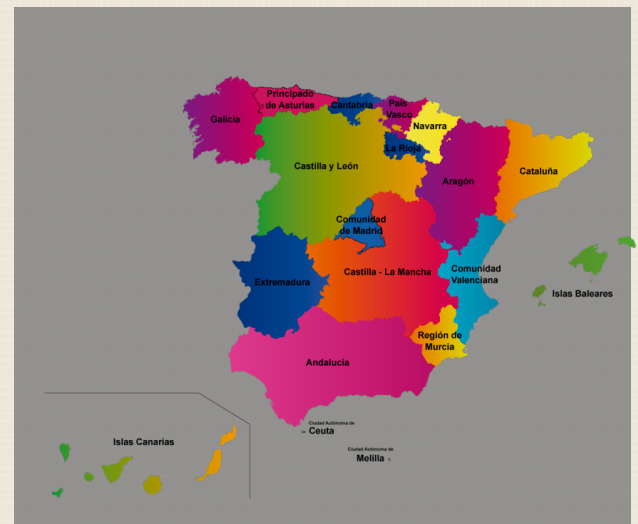 Principado
de Asturias
Cantabria
País
Vasco
Galicia
Navarra
La Rioja
Castilla y León
Cataluña
Aragón
Comunidad
de Madrid
Castilla - La Mancha
Comunidad
Valenciana
Extremadura
Islas Baleares
Región de
Murcia
Andalucia
Ciudad Autónoma de
Ceuta
Islas Canarias
Ciudad Autónoma de
Melilla